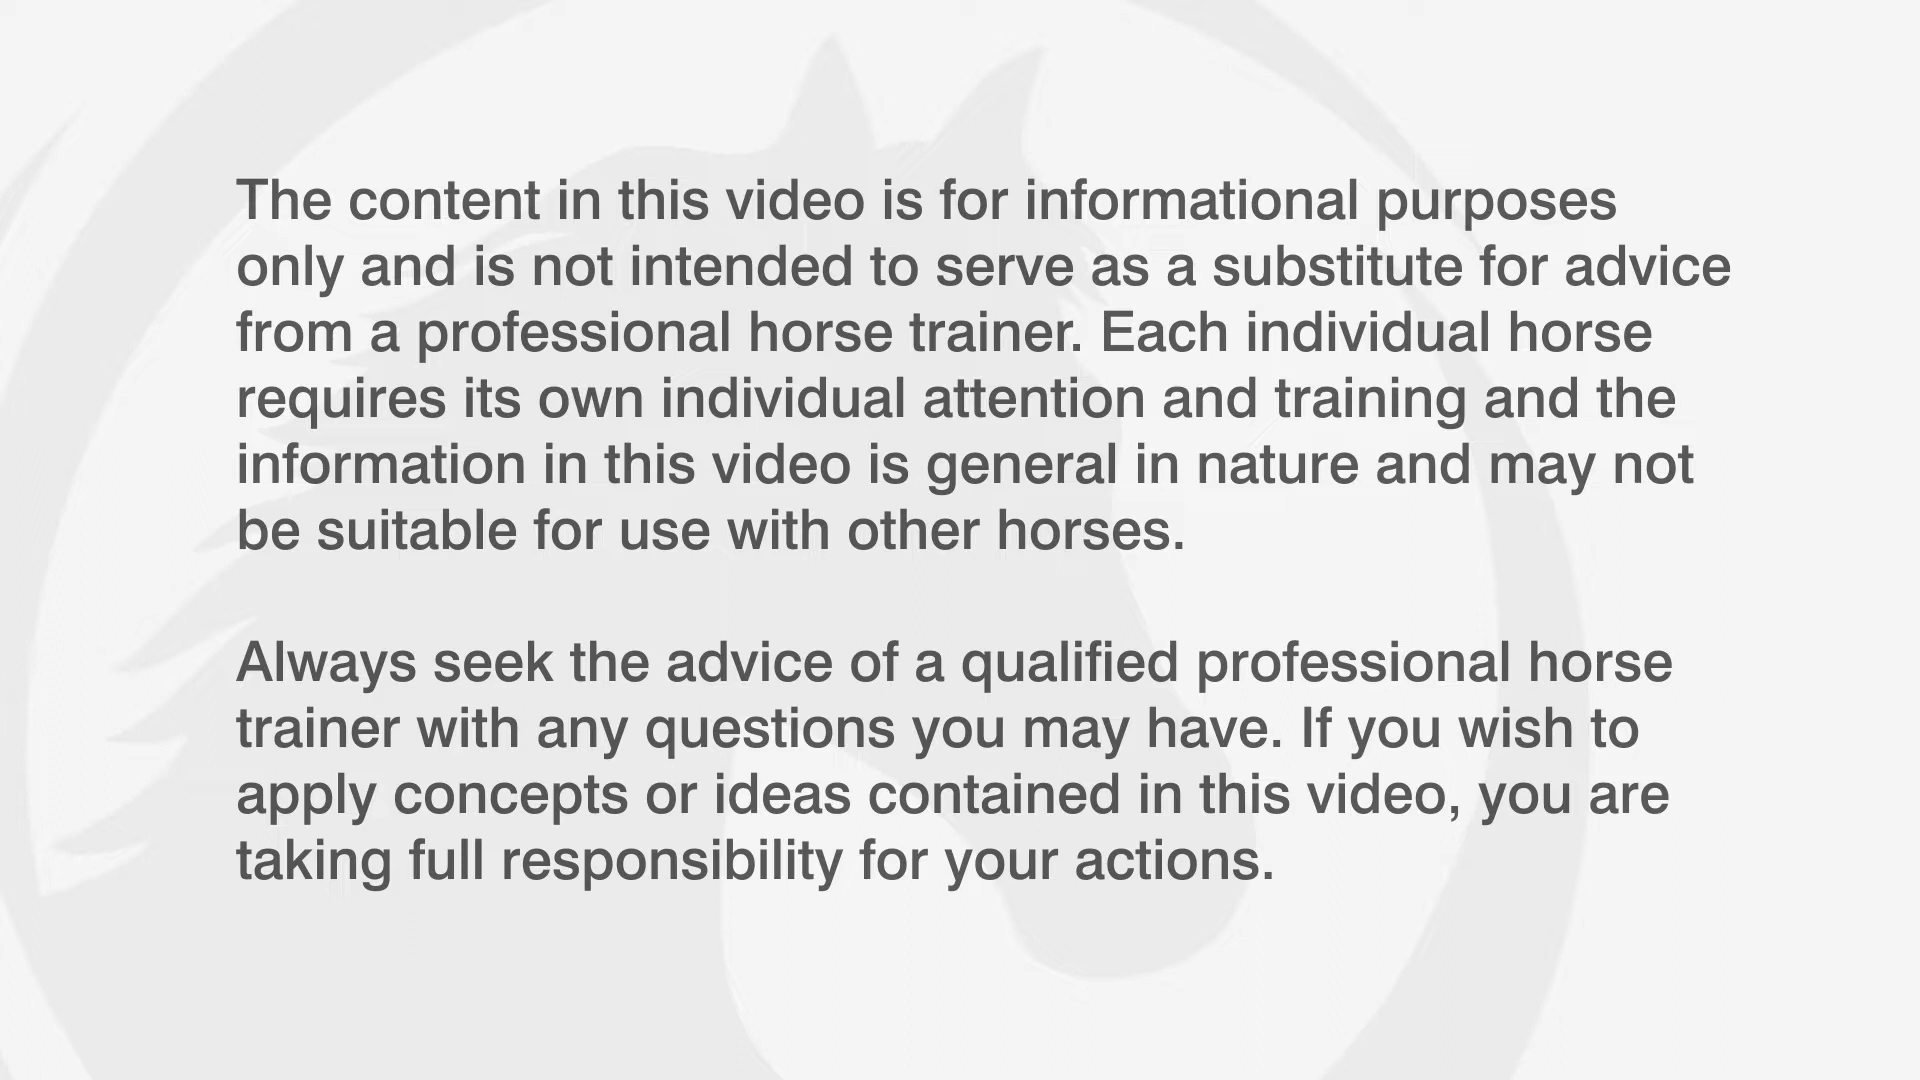 The content in this video is for informational purposes
only and is not intended to serve as a substitute for advice
from a professional horse trainer. Each individual horse
requires its own individual attention and training and the
information in this video is general in nature and may not
be suitable for use with other horses.
Always seek the advice of a qualified professional horse
trainer with any questions you may have. If you wish to
apply concepts or ideas contained in this video, you are
taking full responsibility for your actions.